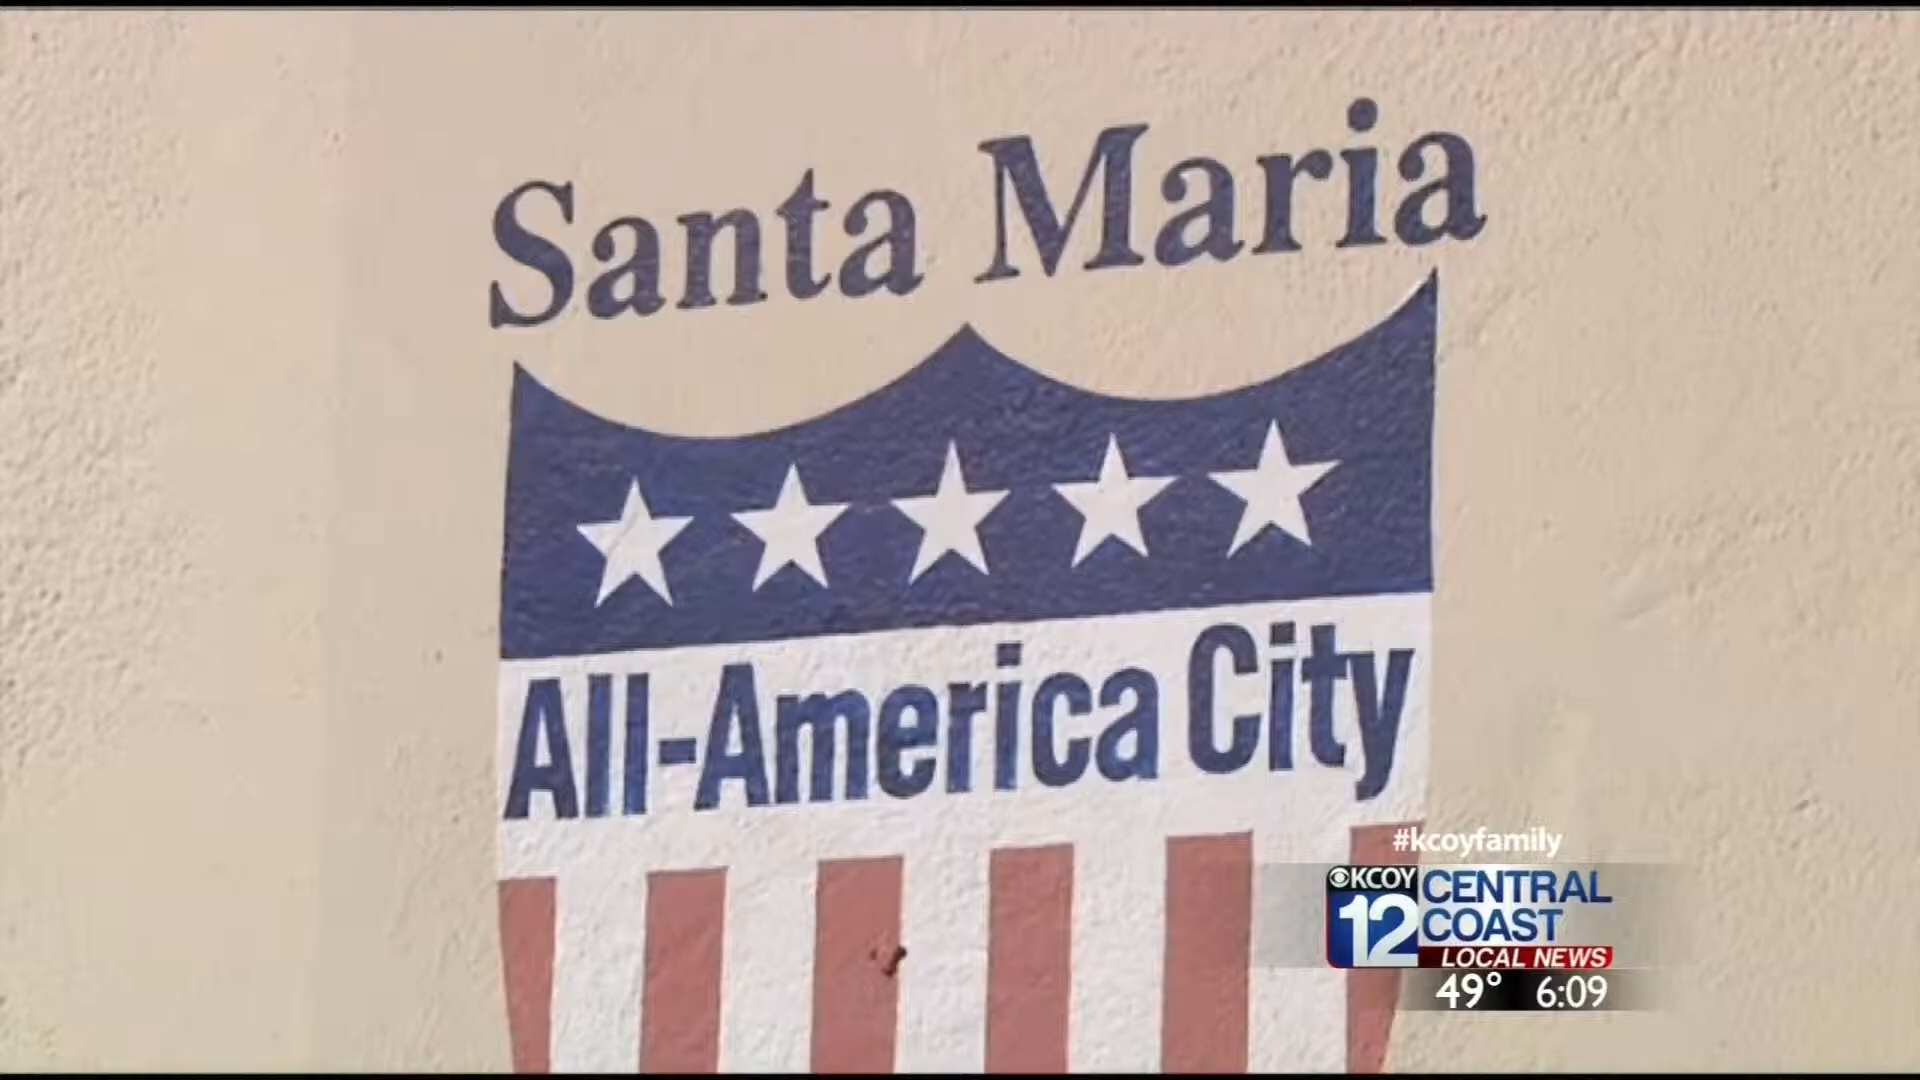 Santa Maria
All-America City
#kcoyfamily
KCOY
12
CENTRAL
COAST
LOCAL NEWS
49° 6:09